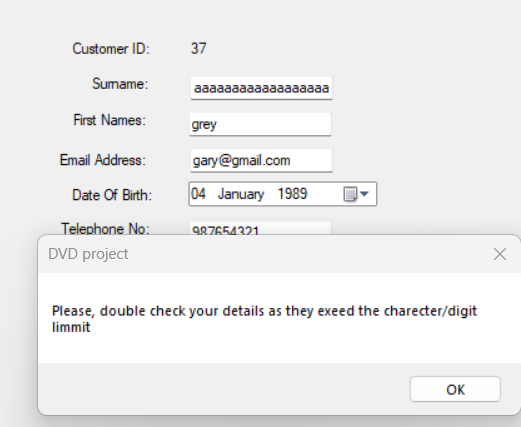 Customer ID: 37
Surname: aaaaaaaaaaaaaaaaaa
First Names: grey
Email Address: gary@gmail.com
Date Of Birth: 04 January 1989
Telephone No: 987654321
DVD project
Please, double check your details as they exeed the charecter/digit
limmit
OK